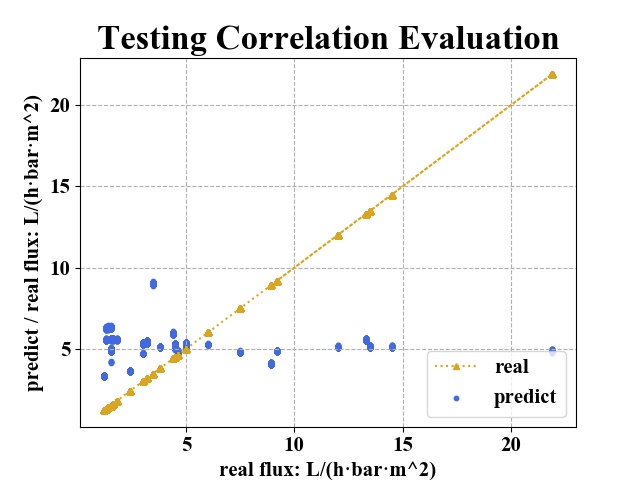 Testing Correlation Evaluation
predict / real flux: L/(h·bar·m^2)
20
15
10
5
real
predict
5
10
15
20
real flux: L/(h·bar·m^2)